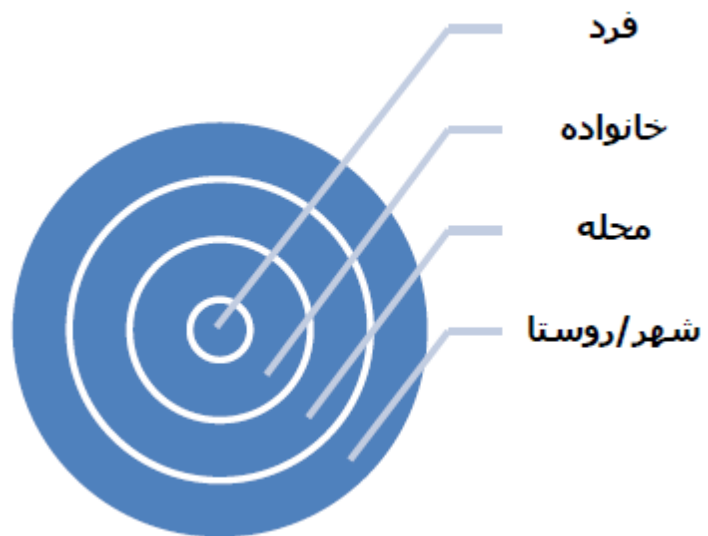 فرد
خانواده
محله
شهر/روستا